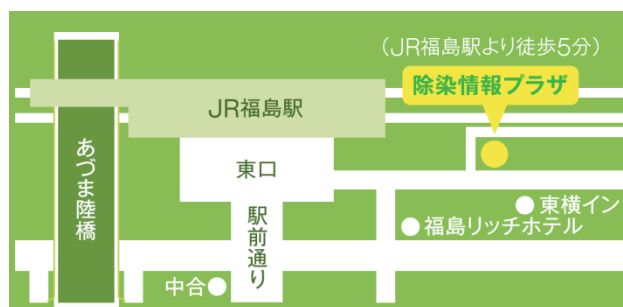 （JR福島駅より徒歩5分）
除染情報プラザ
JR福島駅
あづま陸橋
東口
駅前通り
東横イン
福島リッチホテル
中合